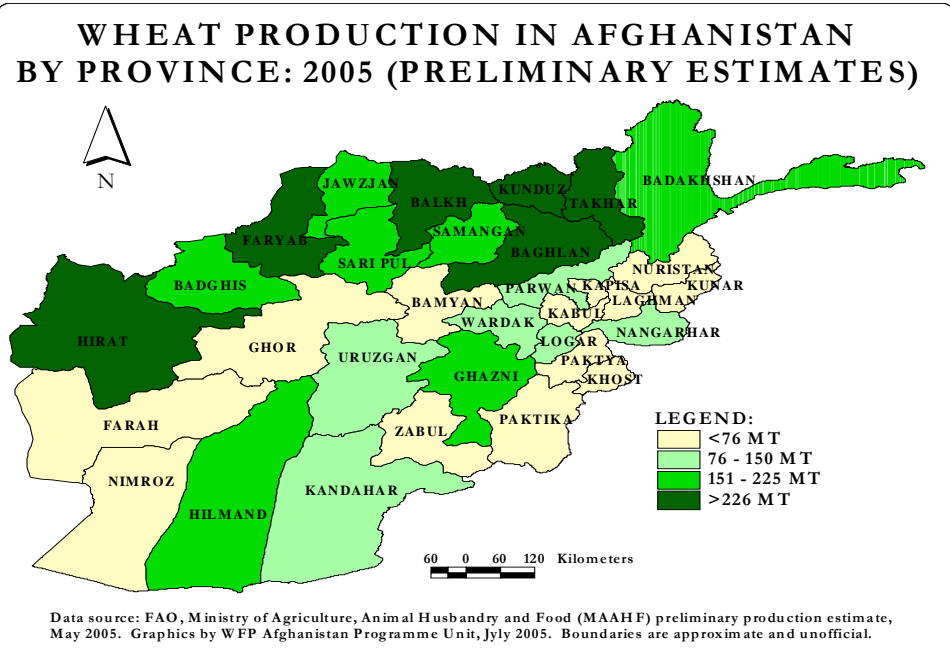 WHEAT PRODUCTION IN AFGHANISTAN
BY PROVINCE: 2005 (PRELIMINARY ESTIMATES)
N
JAWZJAN
BALKH
KUNDUZ
TAKHAR
BADAKHSHAN
FARYAB
SAMANGAN
BAGHLAN
SARI PUL
BADGHIS
NURISTAN
PARWAN
KAPISA
KUNAR
BAMYAN
LAGHMAN
KABUL
WARDAK
NANGARHAR
HIRAT
GHOR
LOGAR
URUZGAN
PAKTYA
GHAZNI
KHOST
FARAH
ZABUL
PAKTIKA
NIMROZ
KANDAHAR
HILMAND
LEGEND:
<76 MT
76 - 150 MT
151 - 225 MT
>226 MT
60 0 60 120 Kilometers
Data source: FAO, Ministry of Agriculture, Animal Husbandry and Food (MAAHF) preliminary production estimate,
May 2005. Graphics by WFP Afghanistan Programme Unit, Jyly 2005. Boundaries are approximate and unofficial.